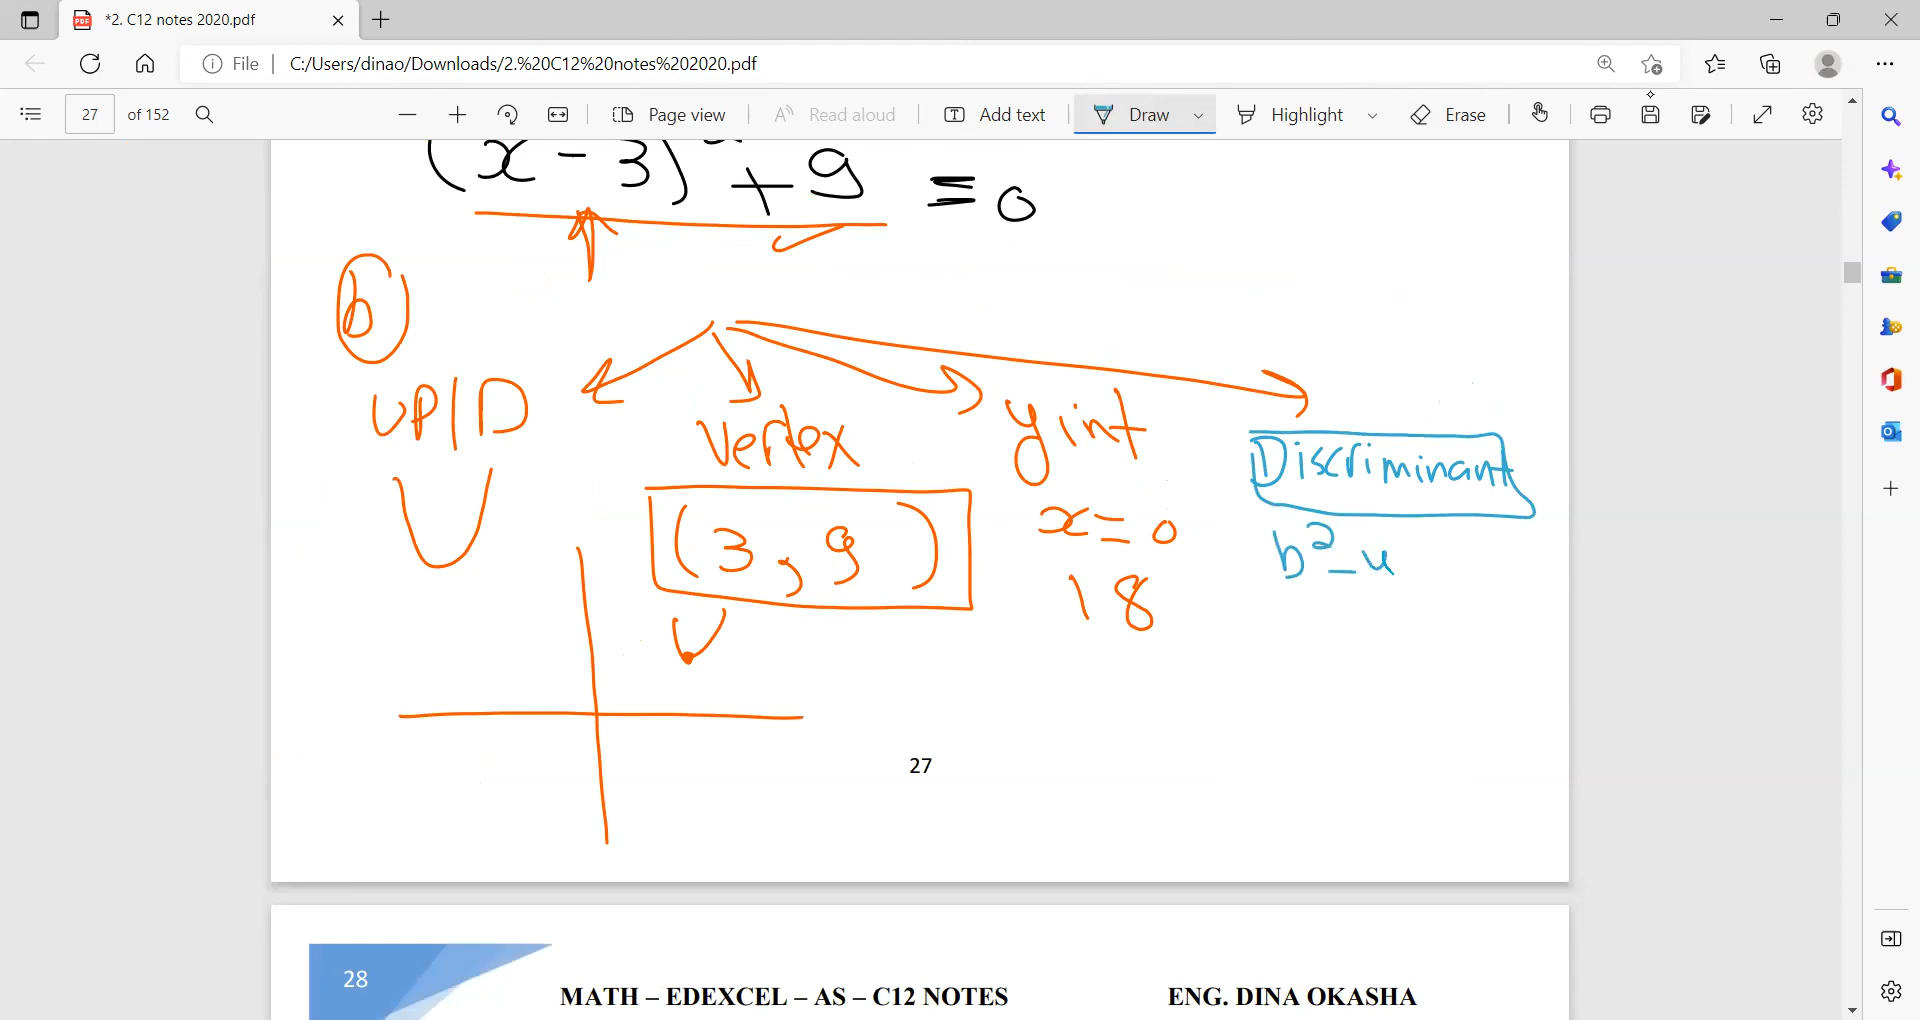 *2. C12 notes 2020.pdf
File | C:/Users/dinao/Downloads/2.%20C12%20notes%202020.pdf
27 of 152 Page view Read aloud Add text Draw Highlight Erase
(x - 3)² + 9 = 0
b
UP/D
Vertex
y int
Discriminant
(3, 9)
x = 0
b² - 4
18
27
28
MATH – EDEXCEL – AS – C12 NOTES ENG. DINA OKASHA